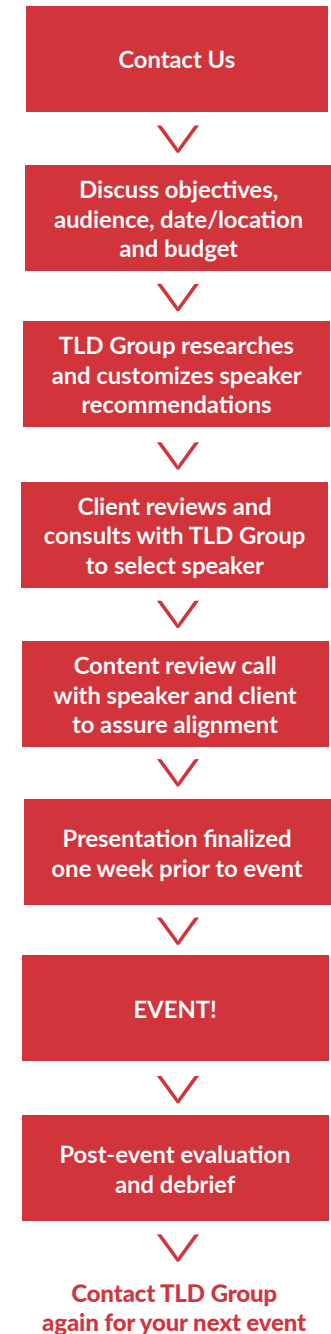 Contact Us
Discuss objectives,
audience, date/location
and budget
TLD Group researches
and customizes speaker
recommendations
Client reviews and
consults with TLD Group
to select speaker
Content review call
with speaker and client
to assure alignment
Presentation finalized
one week prior to event
EVENT!
Post-event evaluation
and debrief
Contact TLD Group
again for your next event